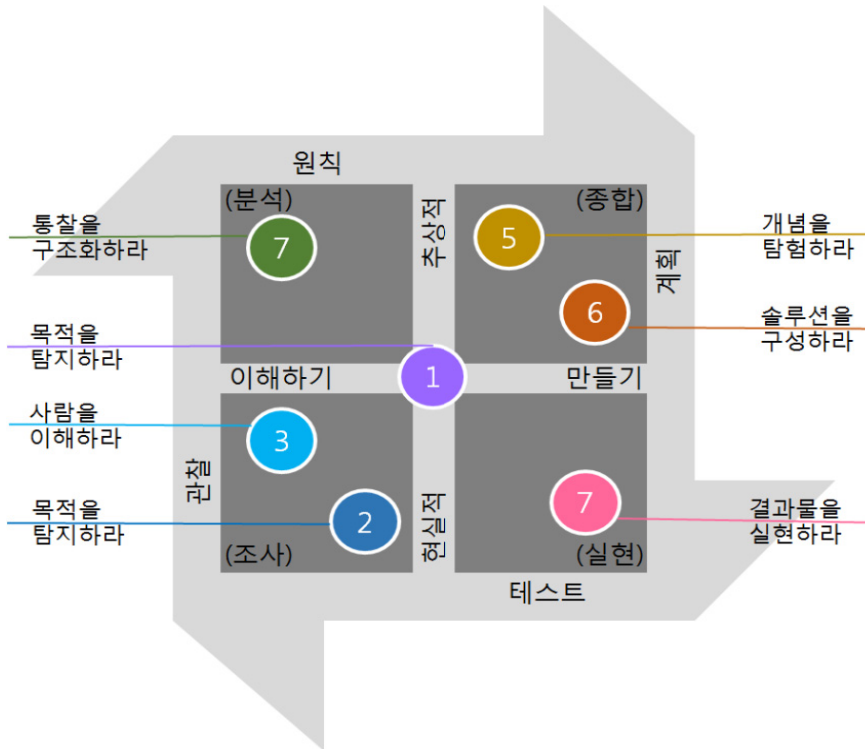 원칙
(분석)
(종합)
통찰을
구조화하라
7
추상적
5
개념을
탐험하라
계획
6
솔루션을
구성하라
목적을
탐지하라
1
이해하기
만들기
사람을
이해하라
3
관찰
목적을
탐지하라
2
현실적
7
결과물을
실현하라
(조사)
(실현)
테스트